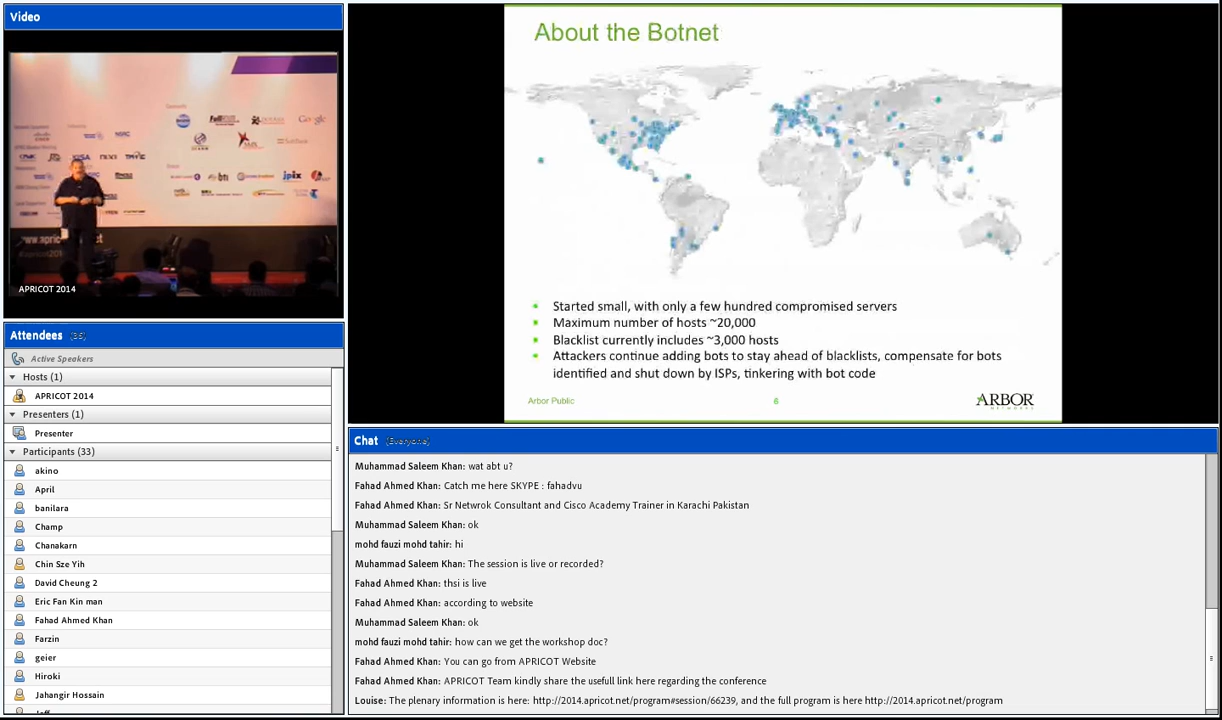 Video
Google
APRICOT 2014
Attendees (35)
Active Speakers
Hosts (1)
APRICOT 2014
Presenters (1)
Presenter
Participants (33)
akino
April
banilara
Champ
Chanakarn
Chin Sze Yih
David Cheung 2
Eric Fan Kin man
Fahad Ahmed Khan
Farzin
geier
Hiroki
Jahangir Hossain
About the Botnet
Started small, with only a few hundred compromised servers
Maximum number of hosts ~20,000
Blacklist currently includes ~3,000 hosts
Attackers continue adding bots to stay ahead of blacklists, compensate for bots
identified and shut down by ISPs, tinkering with bot code
Arbor Public
6
ARBOR
NETWORKS
Chat (Everyone)
Muhammad Saleem Khan: wat abt u?
Fahad Ahmed Khan: Catch me here SKYPE : fahadvu
Fahad Ahmed Khan: Sr Netwrok Consultant and Cisco Academy Trainer in Karachi Pakistan
Muhammad Saleem Khan: ok
mohd fauzi mohd tahir: hi
Muhammad Saleem Khan: The session is live or recorded?
Fahad Ahmed Khan: thsi is live
Fahad Ahmed Khan: according to website
Muhammad Saleem Khan: ok
mohd fauzi mohd tahir: how can we get the workshop doc?
Fahad Ahmed Khan: You can go from APRICOT Website
Fahad Ahmed Khan: APRICOT Team kindly share the usefull link here regarding the conference
Louise: The plenary information is here: http://2014.apricot.net/program#session/66239, and the full program is here http://2014.apricot.net/program